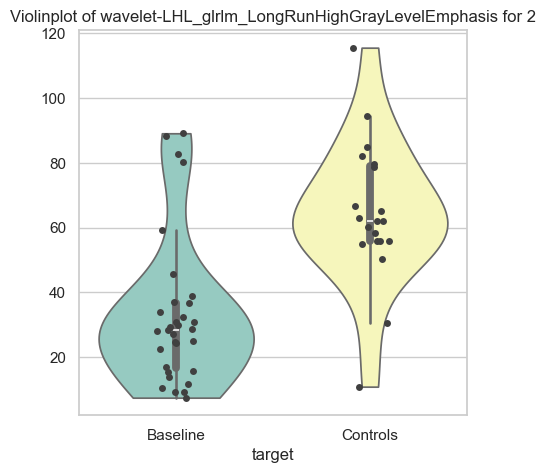 Violinplot of wavelet-LHL_glrlm_LongRunHighGrayLevelEmphasis for 2
120
100
80
60
40
20
Baseline Controls
target